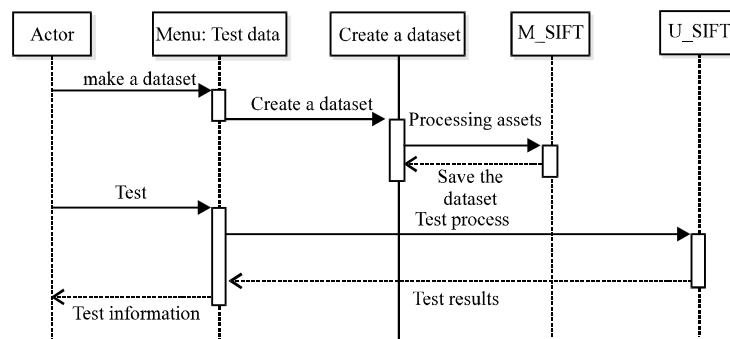 Actor
Menu: Test data
Create a dataset
M_SIFT
U_SIFT
make a dataset
Create a dataset
Processing assets
Save the
dataset
Test
Test process
Test results
Test information